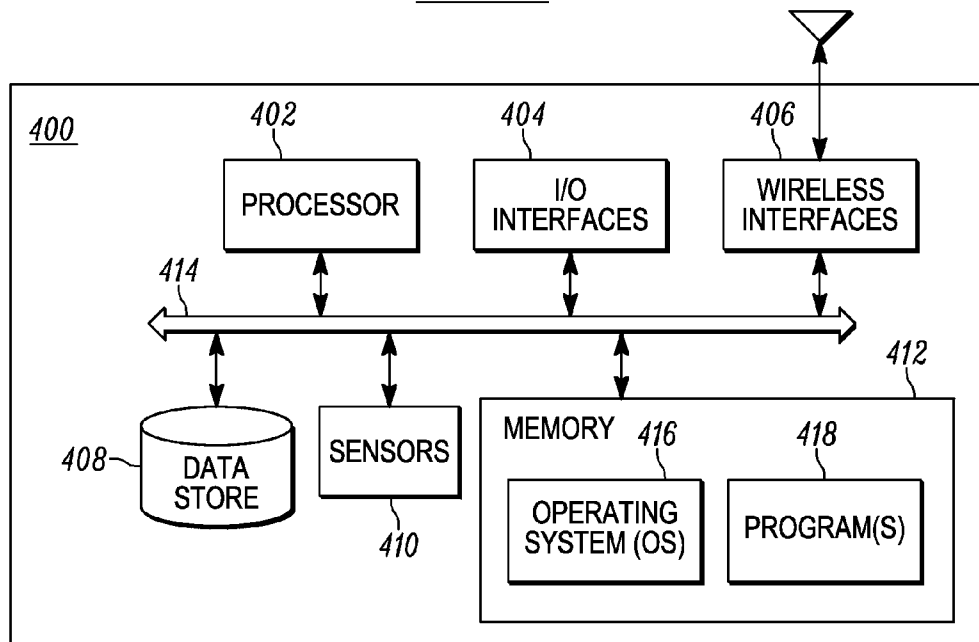 400
402
404
406
PROCESSOR
I/O
INTERFACES
WIRELESS
INTERFACES
414
412
408
DATA
STORE
SENSORS
410
MEMORY
416
418
OPERATING
SYSTEM (OS)
PROGRAM(S)